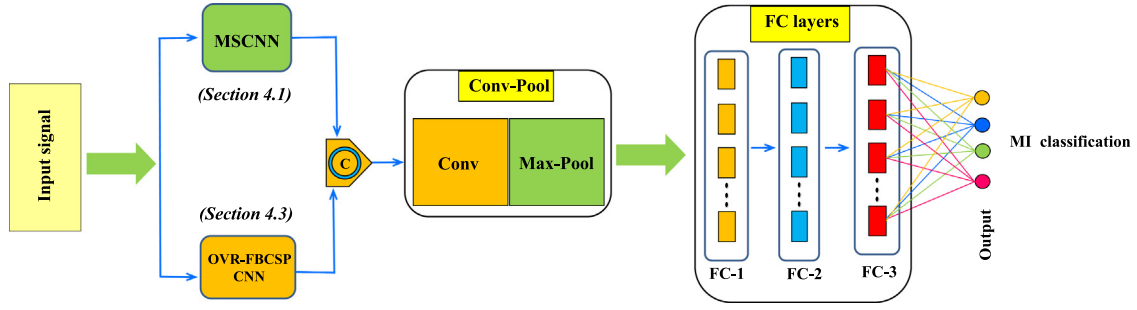 Input signal
MSCNN
(Section 4.1)
(Section 4.3)
OVR-FBCSP
CNN
C
Conv-Pool
Conv
Max-Pool
FC layers
FC-1
FC-2
FC-3
Output
MI classification